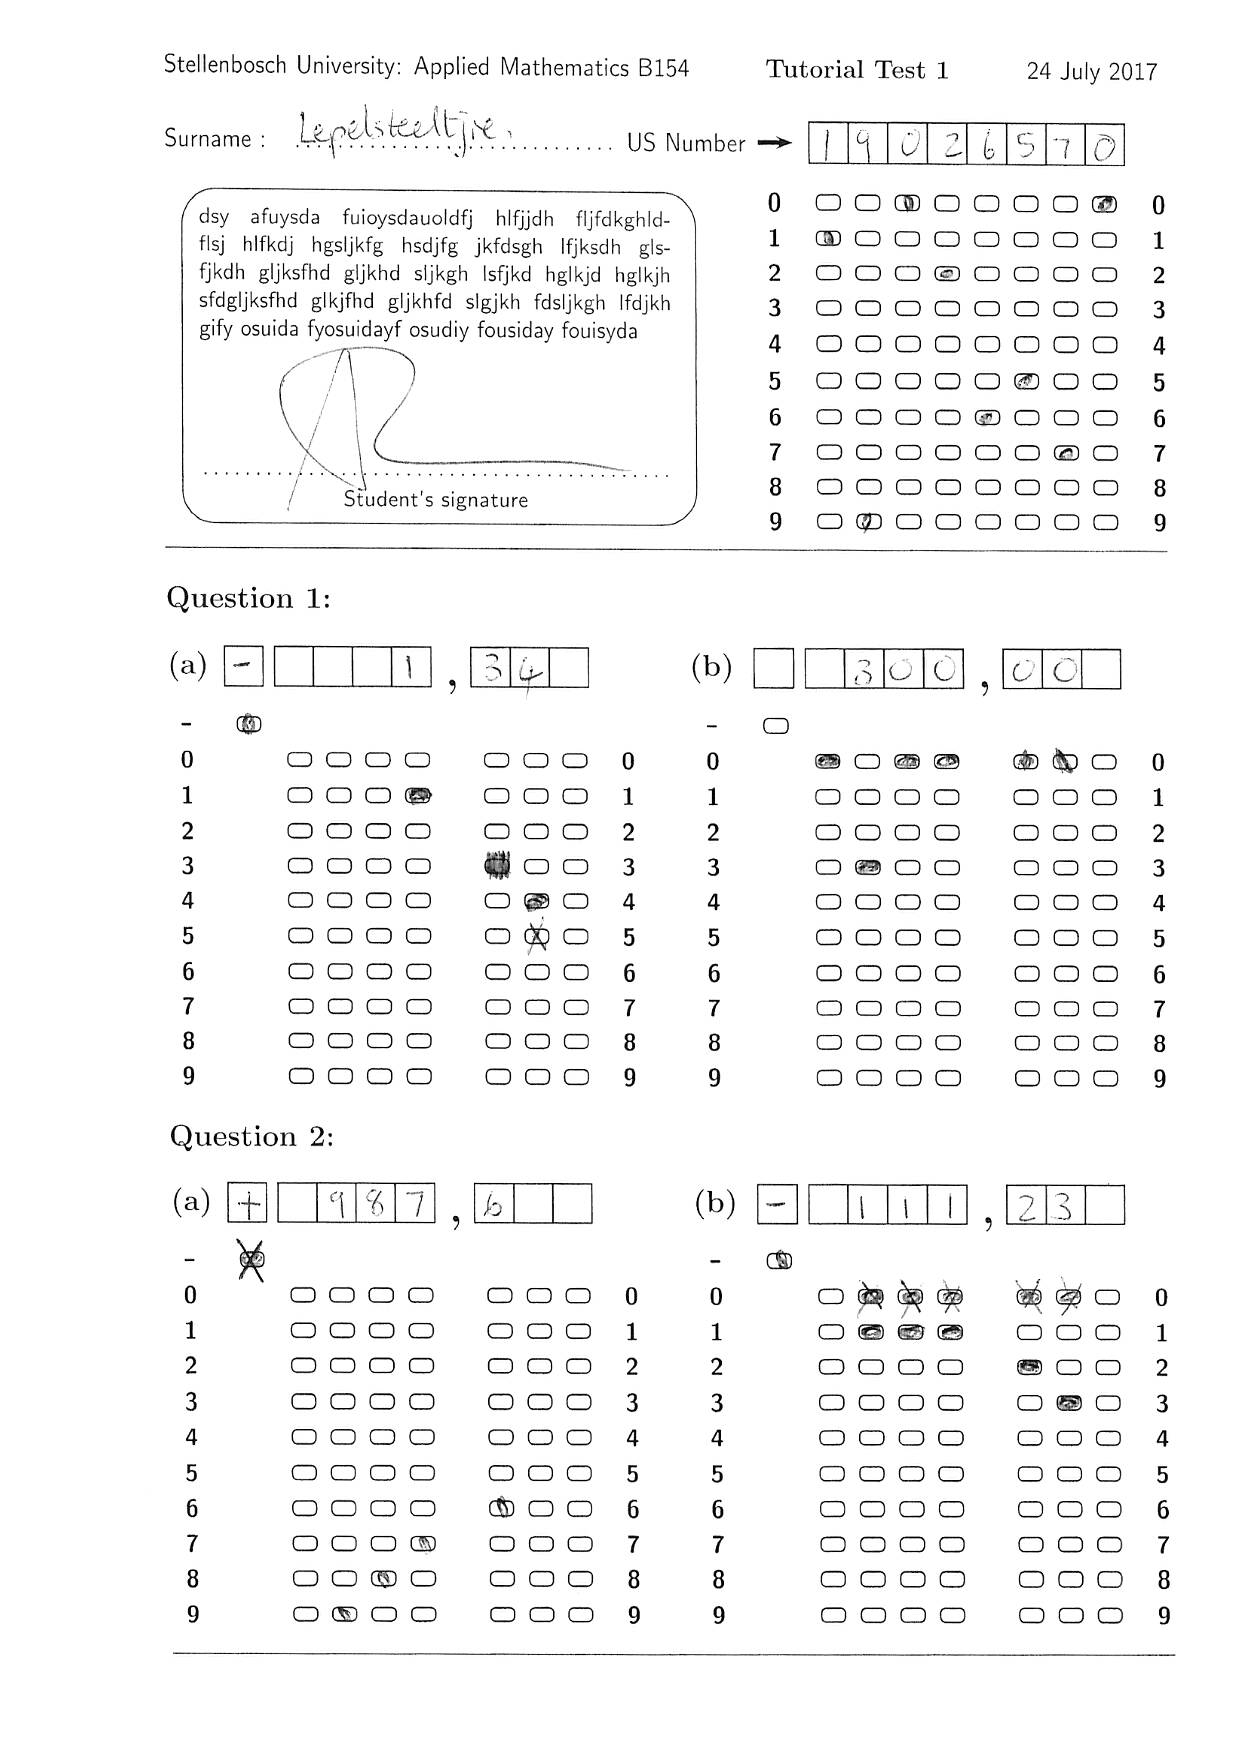 Stellenbosch University: Applied Mathematics B154 Tutorial Test 1 24 July 2017
Surname : Lepelsteeltjie US Number → 1 9 0 2 6 5 7 0
dsy afuysda fuioysdauoldfj hlfjjdh fljfdkghld-
flsj hlfkdj hgsljkfg hsdjfg jkfdsgh lfjksdh gls-
fjkdh gljksfhd gljkhd sljkgh lsfjkd hglkjd hglkjh
sfdgljksfhd glkjfhd gljkhfd slgjkh fdsljkgh lfdjkh
gify osuida fyosuidayf osudiy fousiday fouisyda
Student's signature
0 0
1 1
2 2
3 3
4 4
5 5
6 6
7 7
8 8
9 9
Question 1:
(a) - 1 , 3 4 (b) 3 0 0 , 0 0
- -
0 0 0 0
1 1 1 1
2 2 2 2
3 3 3 3
4 4 4 4
5 5 5 5
6 6 6 6
7 7 7 7
8 8 8 8
9 9 9 9
Question 2:
(a) + 9 8 7 , 6 (b) - 1 1 1 , 2 3
- -
0 0 0 0
1 1 1 1
2 2 2 2
3 3 3 3
4 4 4 4
5 5 5 5
6 6 6 6
7 7 7 7
8 8 8 8
9 9 9 9